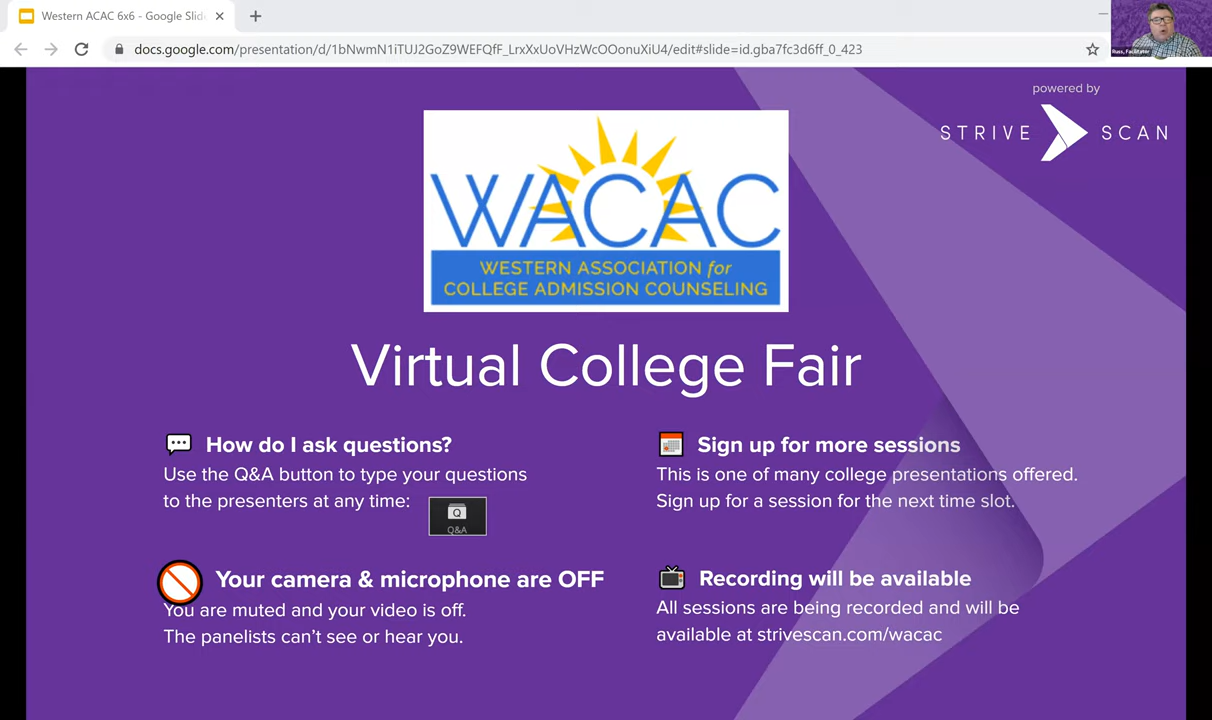 Western ACAC 6x6 - Google Slid
docs.google.com/presentation/d/1bNwmN1iTUJ2GoZ9WEFQfF_LrxXxUoVHzWcOOonuXiU4/edit#slide=id.gba7fc3d6ff_0_423
Russ, Facilitator
powered by
STRIVE SCAN
WACAC
WESTERN ASSOCIATION for
COLLEGE ADMISSION COUNSELING
Virtual College Fair
How do I ask questions?
Use the Q&A button to type your questions
to the presenters at any time:
Q
Q&A
Sign up for more sessions
This is one of many college presentations offered.
Sign up for a session for the next time slot.
Your camera & microphone are OFF
You are muted and your video is off.
The panelists can't see or hear you.
Recording will be available
All sessions are being recorded and will be
available at strivescan.com/wacac